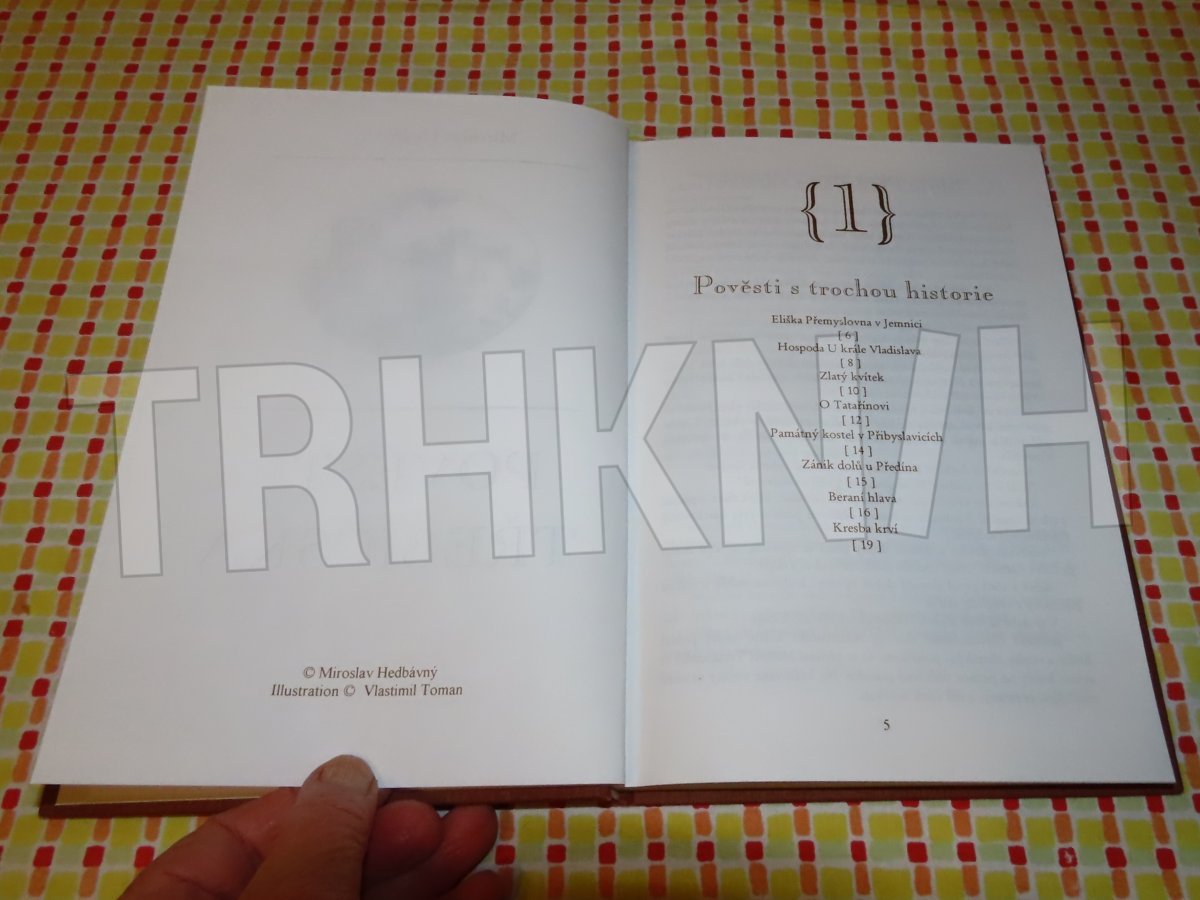 © Miroslav Hedbávný
Illustration © Vlastimil Toman
{1}
Pověsti s trochou historie
Eliška Přemyslovna v Jemnici
[ 6 ]
Hospoda U krále Vladislava
[ 8 ]
Zlatý kvítek
[ 10 ]
O Tatařínovi
[ 12 ]
Památný kostel v Přibyslavicích
[ 14 ]
Zánik dolů u Předína
[ 15 ]
Beraní hlava
[ 16 ]
Kresba krví
[ 19 ]
5
TRHKNIH